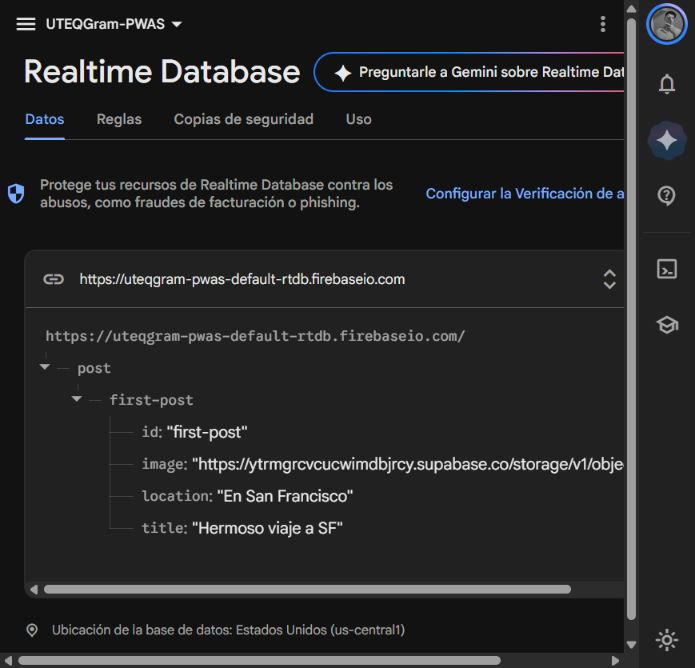 UTEQGram-PWAS
Realtime Database
Preguntarle a Gemini sobre Realtime Dat
Datos Reglas Copias de seguridad Uso
Protege tus recursos de Realtime Database contra los
abusos, como fraudes de facturación o phishing.
Configurar la Verificación de a
https://uteqgram-pwas-default-rtdb.firebaseio.com
https://uteqgram-pwas-default-rtdb.firebaseio.com/
post
first-post
id: "first-post"
image: "https://ytrmgrcvcucwimdbjrcy.supabase.co/storage/v1/obje
location: "En San Francisco"
title: "Hermoso viaje a SF"
Ubicación de la base de datos: Estados Unidos (us-central1)